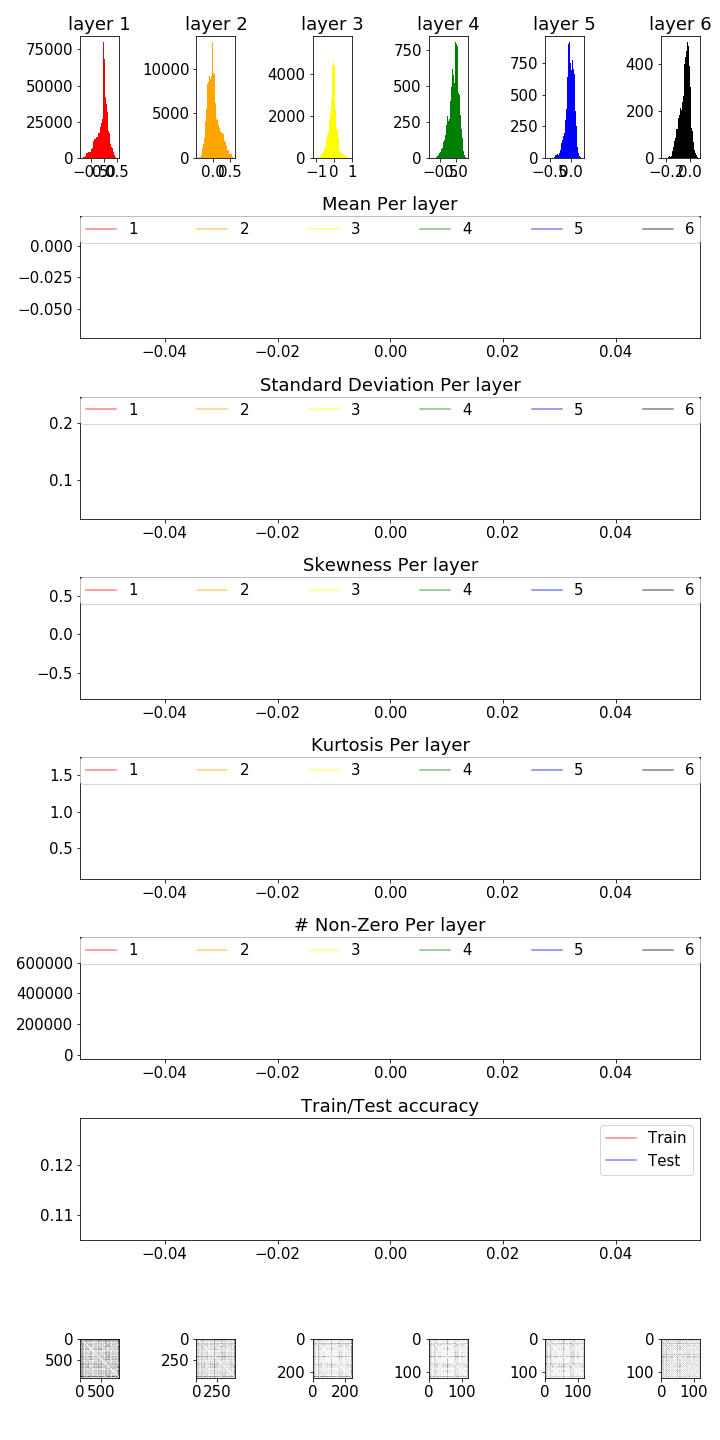 layer 1 layer 2 layer 3 layer 4 layer 5 layer 6
75000
50000
25000
0
0.5
10000
5000
0
0.0 0.5
4000
2000
0
−1 0 1
750
500
250
0
750
500
250
0
400
200
0
Mean Per layer
1 2 3 4 5 6
0.000
−0.025
−0.050
−0.04 −0.02 0.00 0.02 0.04
Standard Deviation Per layer
1 2 3 4 5 6
0.2
0.1
−0.04 −0.02 0.00 0.02 0.04
Skewness Per layer
1 2 3 4 5 6
0.5
0.0
−0.5
−0.04 −0.02 0.00 0.02 0.04
Kurtosis Per layer
1 2 3 4 5 6
1.5
1.0
0.5
−0.04 −0.02 0.00 0.02 0.04
# Non-Zero Per layer
1 2 3 4 5 6
600000
400000
200000
0
−0.04 −0.02 0.00 0.02 0.04
Train/Test accuracy
Train
Test
0.12
0.11
−0.04 −0.02 0.00 0.02 0.04
0
500
0 500
0
250
0 250
0
200
0 200
0
100
0 100
0
100
0 100
0
100
0 100